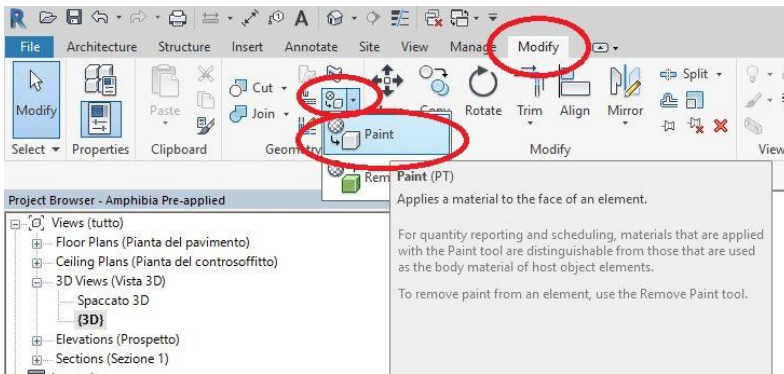 R A
File Architecture Structure Insert Annotate Site View Manage Modify
Modify Paste Cut Join Copy Rotate Trim Align Mirror Split
Select Properties Clipboard Geometry Modify View
Paint
Rem
Paint (PT)
Applies a material to the face of an element.
For quantity reporting and scheduling, materials that are applied
with the Paint tool are distinguishable from those that are used
as the body material of host object elements.
To remove paint from an element, use the Remove Paint tool.
Project Browser - Amphibia Pre-applied
Views (tutto)
Floor Plans (Pianta del pavimento)
Ceiling Plans (Pianta del controsoffitto)
3D Views (Vista 3D)
Spaccato 3D
{3D}
Elevations (Prospetto)
Sections (Sezione 1)